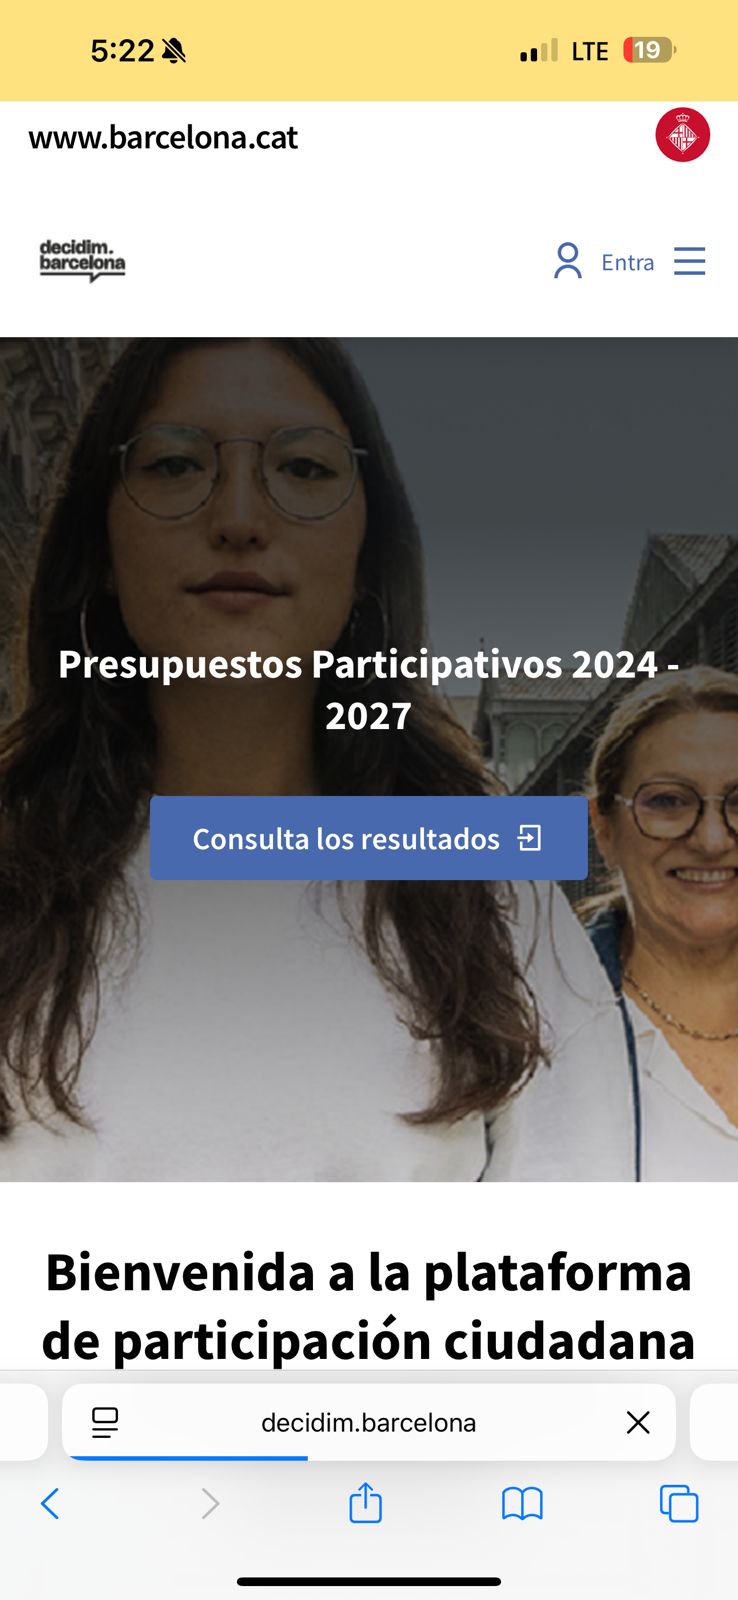 5:22
LTE
19
www.barcelona.cat
decidim.
barcelona
Entra
Presupuestos Participativos 2024 -
2027
Consulta los resultados
Bienvenida a la plataforma
de participación ciudadana
decidim.barcelona